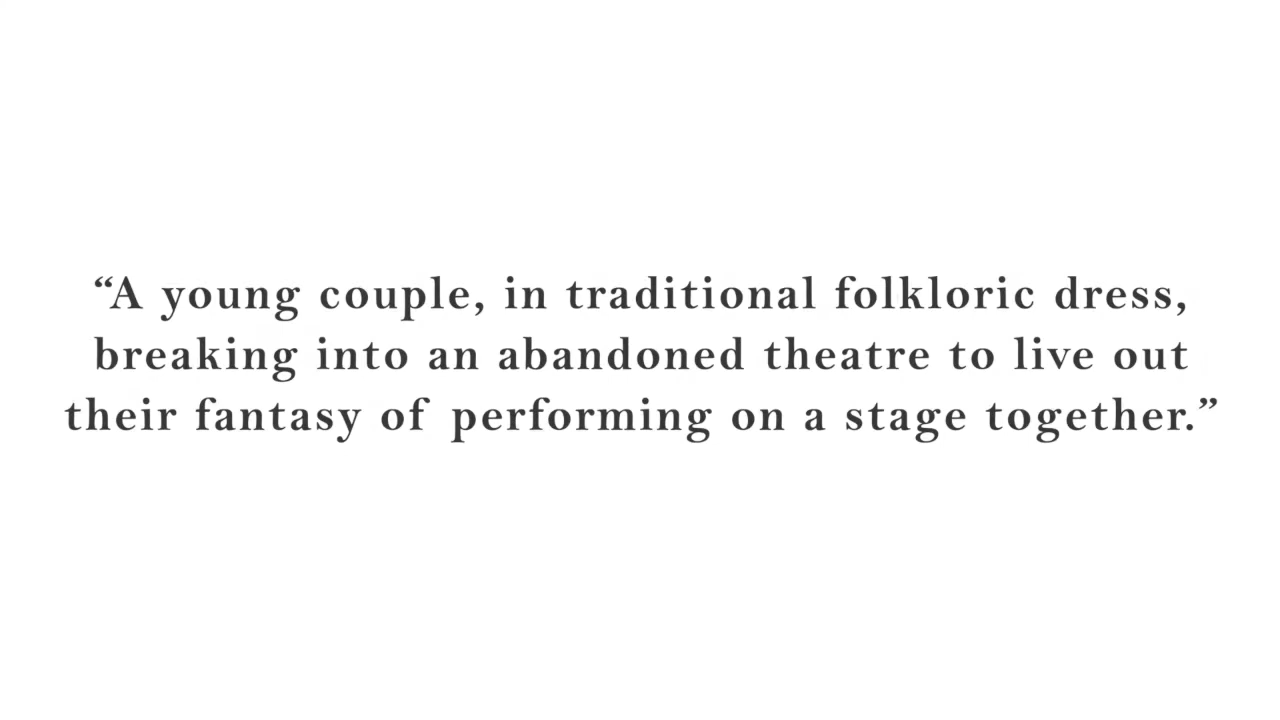 “A young couple, in traditional folkloric dress,
breaking into an abandoned theatre to live out
their fantasy of performing on a stage together.”